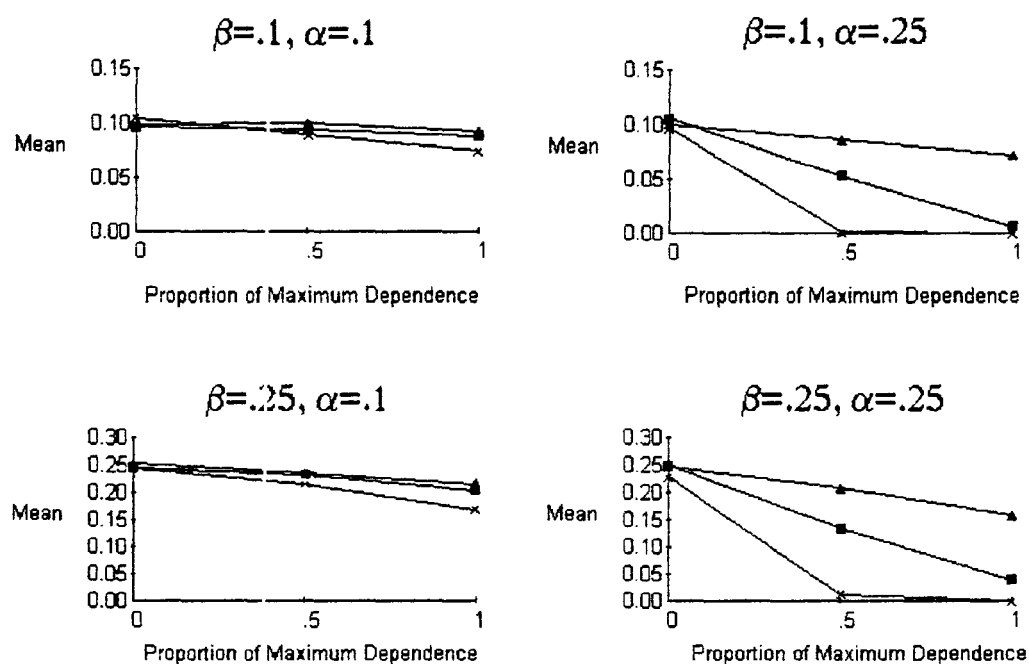 β=.1, α=.1
0.15
0.10
Mean
0.05
0.00
0 .5 1
Proportion of Maximum Dependence
β=.1, α=.25
0.15
0.10
Mean
0.05
0.00
0 .5 1
Proportion of Maximum Dependence
β=.25, α=.1
0.30
0.25
0.20
Mean
0.15
0.10
0.05
0.00
0 .5 1
Proportion of Maximum Dependence
β=.25, α=.25
0.30
0.25
0.20
Mean
0.15
0.10
0.05
0.00
0 .5 1
Proportion of Maximum Dependence